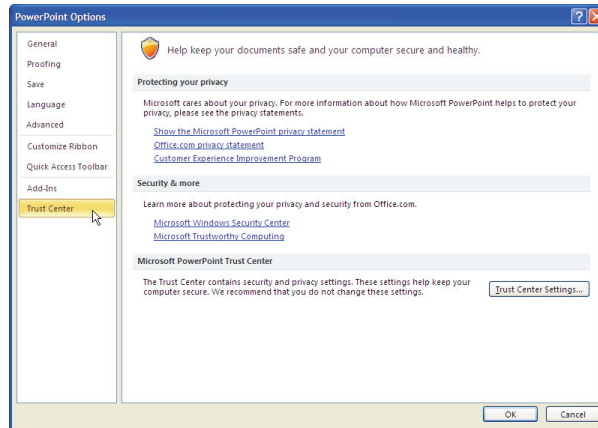 PowerPoint Options
General
Proofing
Save
Language
Advanced
Customize Ribbon
Quick Access Toolbar
Add-Ins
Trust Center
Help keep your documents safe and your computer secure and healthy.
Protecting your privacy
Microsoft cares about your privacy. For more information about how Microsoft PowerPoint helps to protect your
privacy, please see the privacy statements.
Show the Microsoft PowerPoint privacy statement
Office.com privacy statement
Customer Experience Improvement Program
Security & more
Learn more about protecting your privacy and security from Office.com.
Microsoft Windows Security Center
Microsoft Trustworthy Computing
Microsoft PowerPoint Trust Center
The Trust Center contains security and privacy settings. These settings help keep your
computer secure. We recommend that you do not change these settings.
Trust Center Settings...
OK
Cancel